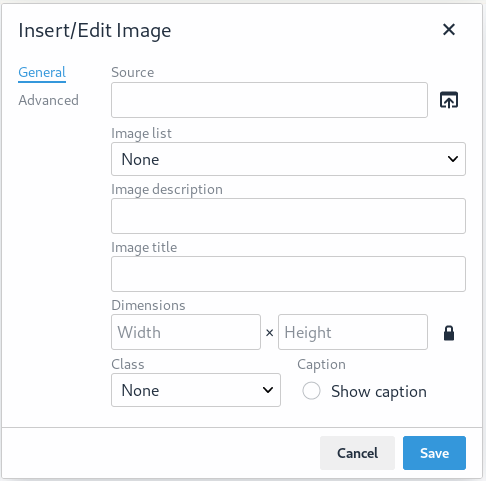 Insert/Edit Image
General
Advanced
Source
Image list
None
Image description
Image title
Dimensions
Width × Height
Class
None
Caption
Show caption
Cancel
Save